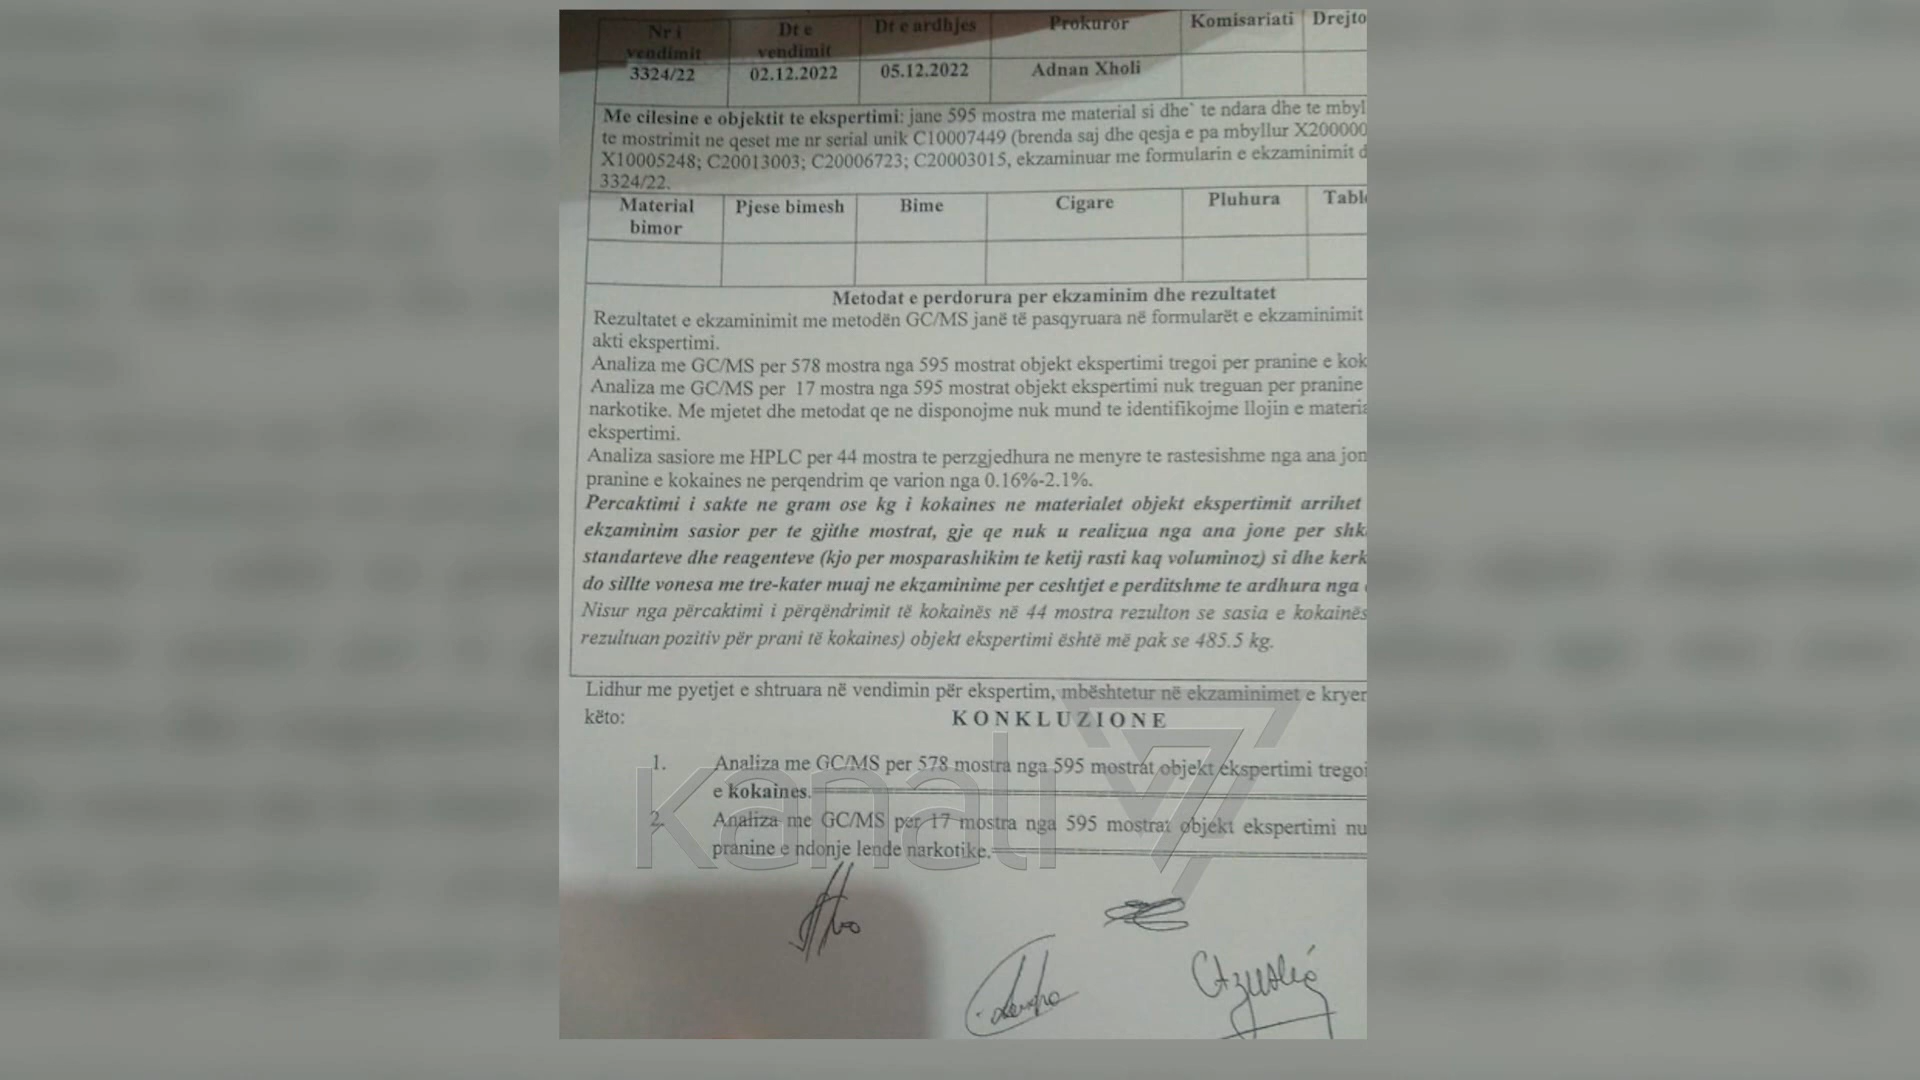 Nr i vendimit	Dt e vendimit	Dt e ardhjes	Prokuror	Komisariati	Drejto
3324/22	02.12.2022	05.12.2022	Adnan Xholi
Me cilesine e objektit te ekspertimi: jane 595 mostra me material si dhe` te ndara dhe te mbyl
te mostrimit ne qeset me nr serial unik C10007449 (brenda saj dhe qesja e pa mbyllur X200000
X10005248; C20013003; C20006723; C20003015, ekzaminuar me formularin e ekzaminimit d
3324/22.
Material bimor	Pjese bimesh	Bime	Cigare	Pluhura	Table
Metodat e perdorura per ekzaminim dhe rezultatet
Rezultatet e ekzaminimit me metodën GC/MS janë të pasqyruara në formularët e ekzaminimit
akti ekspertimi.
Analiza me GC/MS per 578 mostra nga 595 mostrat objekt ekspertimi tregoi per pranine e kok
Analiza me GC/MS per 17 mostra nga 595 mostrat objekt ekspertimi nuk treguan per pranine
narkotike. Me mjetet dhe metodat qe ne disponojme nuk mund te identifikojme llojin e materia
ekspertimi.
Analiza sasiore me HPLC per 44 mostra te perzgjedhura ne menyre te rastesishme nga ana jon
pranine e kokaines ne perqendrim qe varion nga 0.16%-2.1%.
Percaktimi i sakte ne gram ose kg i kokaines ne materialet objekt ekspertimit arrihet
ekzaminim sasior per te gjithe mostrat, gje qe nuk u realizua nga ana jone per shk
standarteve dhe reagenteve (kjo per mosparashikim te ketij rasti kaq voluminoz) si dhe kerk
do sillte vonesa me tre-kater muaj ne ekzaminime per ceshtjet e perditshme te ardhura nga
Nisur nga përcaktimi i përqëndrimit të kokainës në 44 mostra rezulton se sasia e kokainës
rezultuan pozitiv për prani të kokaines) objekt ekspertimi është më pak se 485.5 kg.
Lidhur me pyetjet e shtruara në vendimin për ekspertim, mbështetur në ekzaminimet e kryer
këto:
KONKLUZIONE
1. Analiza me GC/MS per 578 mostra nga 595 mostrat objekt ekspertimi tregoi
e kokaines.
2. Analiza me GC/MS per 17 mostra nga 595 mostrat objekt ekspertimi nu
pranine e ndonje lende narkotike.
kanali 7